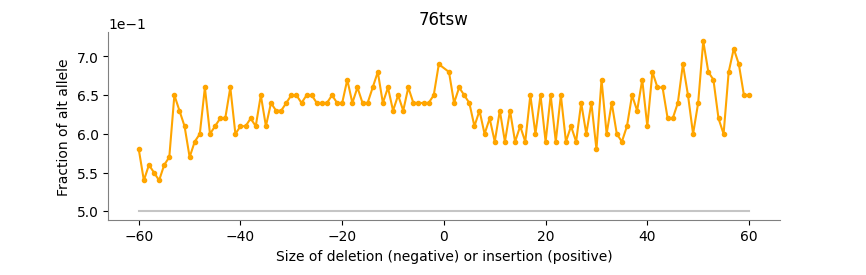 76tsw
1e−1
7.0
6.5
6.0
5.5
5.0
Fraction of alt allele
−60 −40 −20 0 20 40 60
Size of deletion (negative) or insertion (positive)